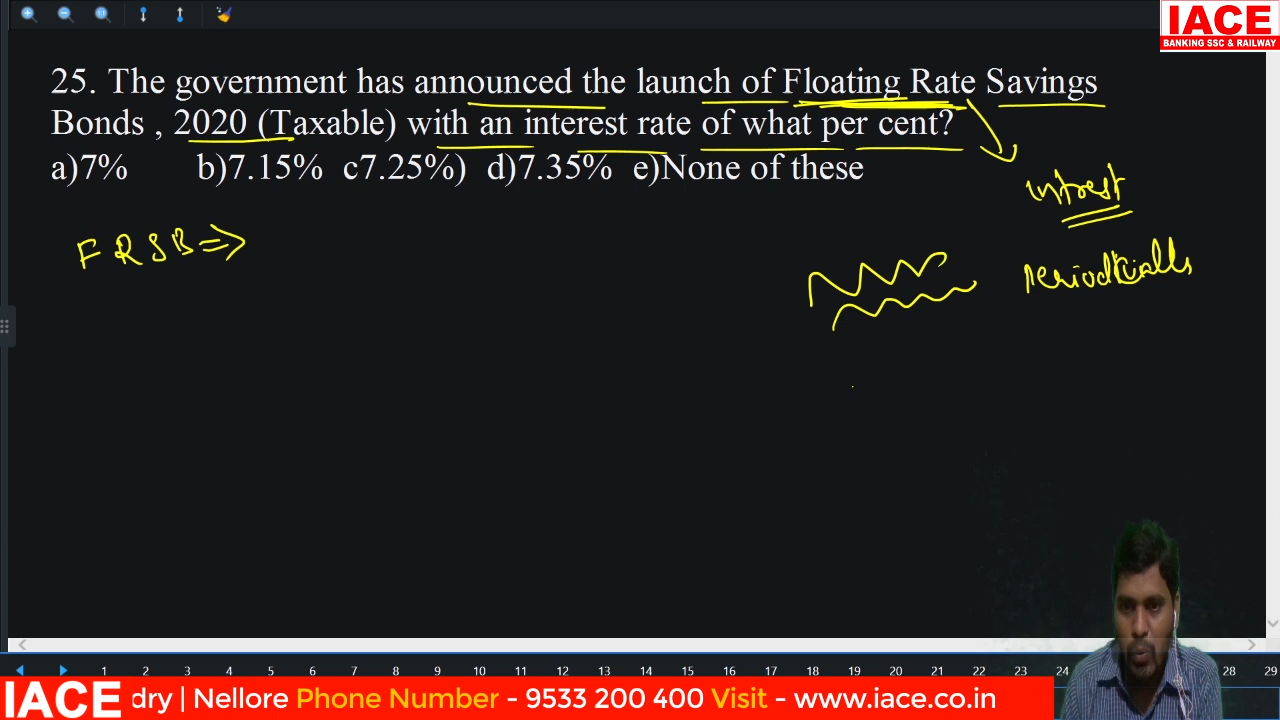 IACE
BANKING SSC & RAILWAY
25. The government has announced the launch of Floating Rate Savings
Bonds , 2020 (Taxable) with an interest rate of what per cent?
a)7% b)7.15% c7.25%) d)7.35% e)None of these
intrest
F R S B =>
1 2 3 4 5 6 7 8 9 10 11 12 13 14 15 16 17 18 19 20 21 22 23 24 28 29
IACE dry | Nellore Phone Number - 9533 200 400 Visit - www.iace.co.in